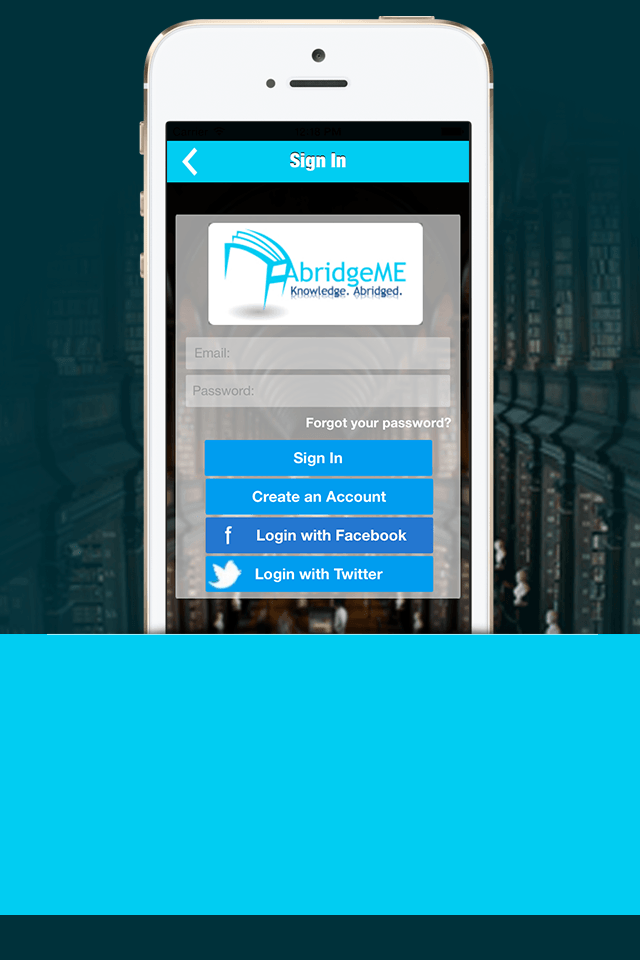 Sign In
AbridgeME
Knowledge. Abridged.
Email:
Password:
Forgot your password?
Sign In
Create an Account
f Login with Facebook
Login with Twitter